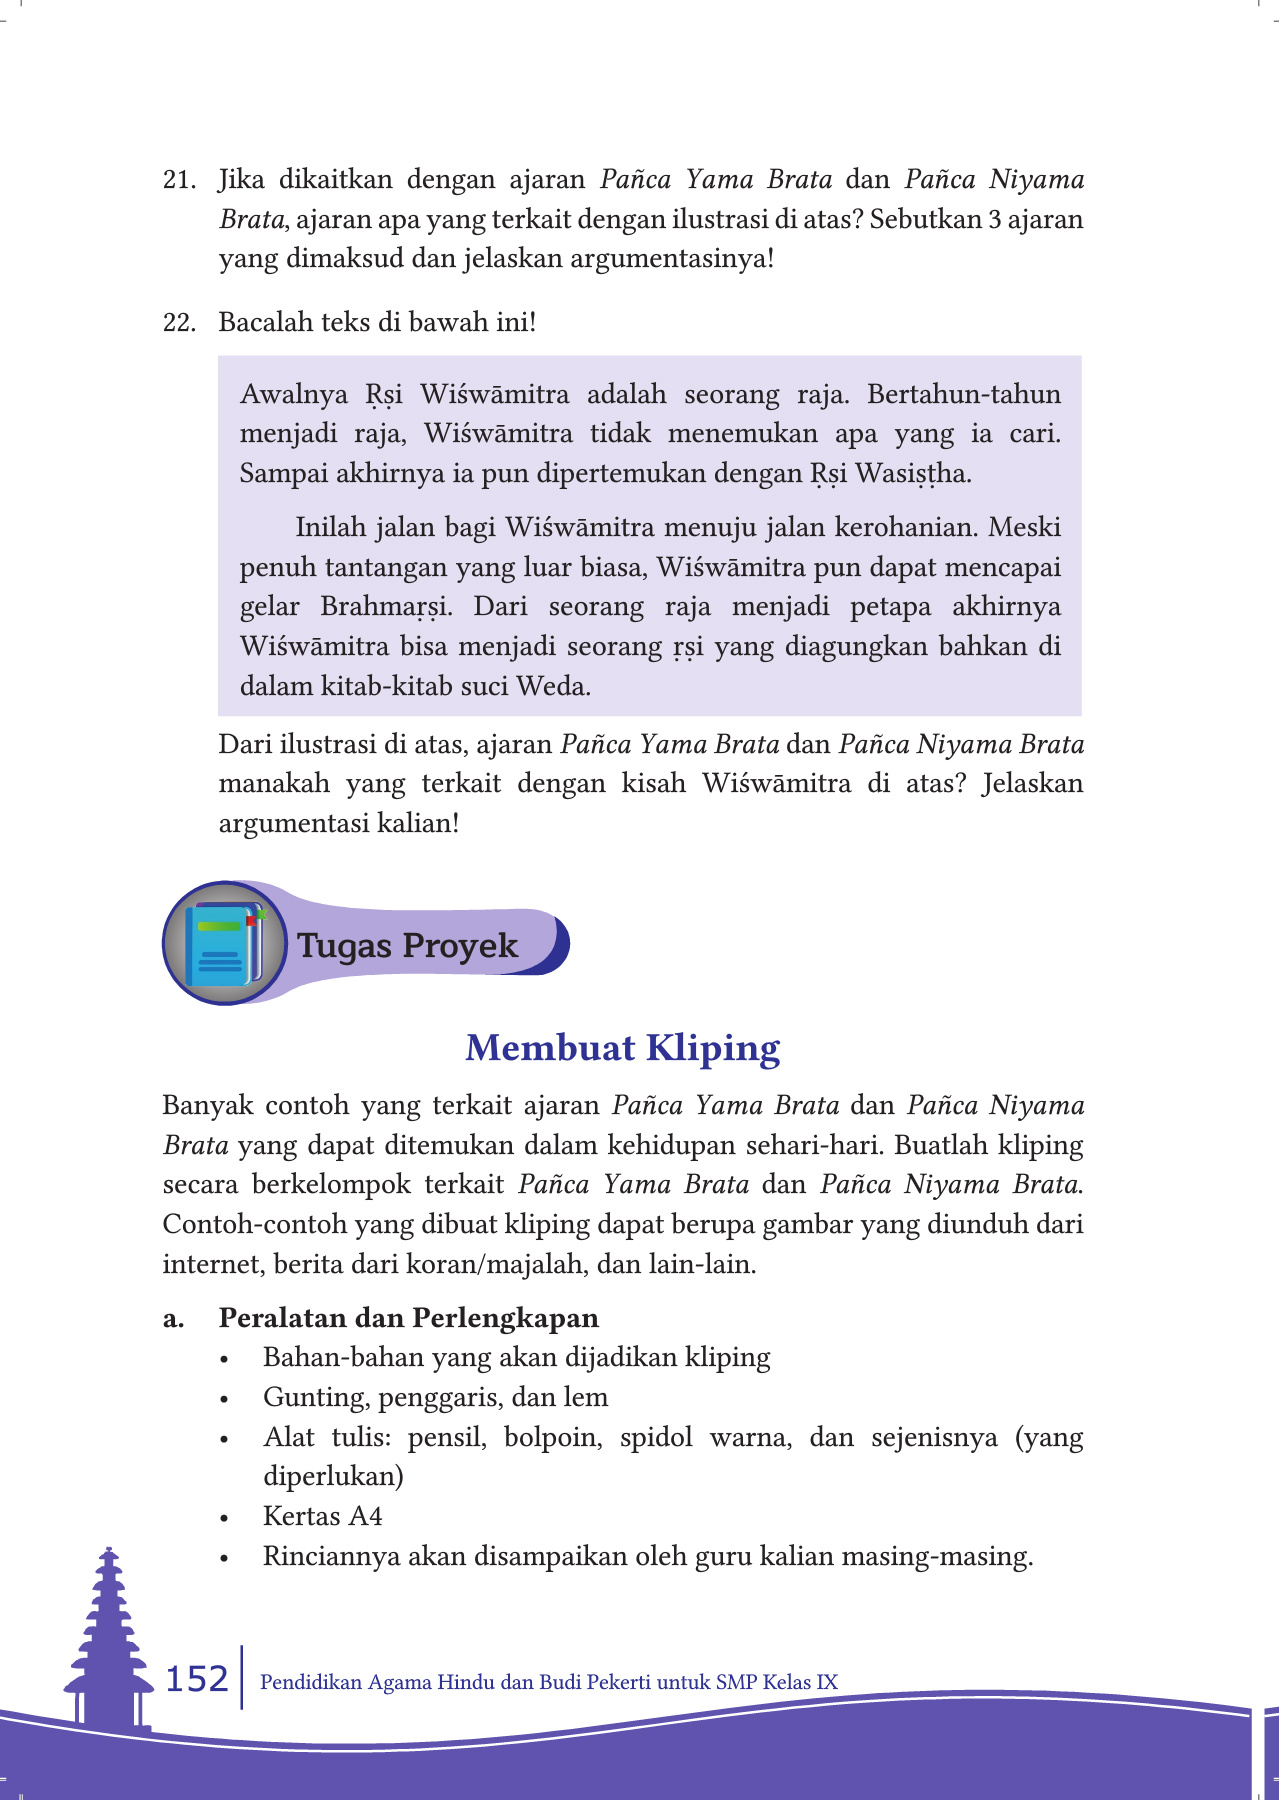 21. Jika dikaitkan dengan ajaran Pañca Yama Brata dan Pañca Niyama
Brata, ajaran apa yang terkait dengan ilustrasi di atas? Sebutkan 3 ajaran
yang dimaksud dan jelaskan argumentasinya!
22. Bacalah teks di bawah ini!
Awalnya Ṛṣi Wiśwāmitra adalah seorang raja. Bertahun-tahun
menjadi raja, Wiśwāmitra tidak menemukan apa yang ia cari.
Sampai akhirnya ia pun dipertemukan dengan Ṛṣi Wasiṣṭha.
Inilah jalan bagi Wiśwāmitra menuju jalan kerohanian. Meski
penuh tantangan yang luar biasa, Wiśwāmitra pun dapat mencapai
gelar Brahmaṛṣi. Dari seorang raja menjadi petapa akhirnya
Wiśwāmitra bisa menjadi seorang ṛṣi yang diagungkan bahkan di
dalam kitab-kitab suci Weda.
Dari ilustrasi di atas, ajaran Pañca Yama Brata dan Pañca Niyama Brata
manakah yang terkait dengan kisah Wiśwāmitra di atas? Jelaskan
argumentasi kalian!
Tugas Proyek
Membuat Kliping
Banyak contoh yang terkait ajaran Pañca Yama Brata dan Pañca Niyama
Brata yang dapat ditemukan dalam kehidupan sehari-hari. Buatlah kliping
secara berkelompok terkait Pañca Yama Brata dan Pañca Niyama Brata.
Contoh-contoh yang dibuat kliping dapat berupa gambar yang diunduh dari
internet, berita dari koran/majalah, dan lain-lain.
a. Peralatan dan Perlengkapan
• Bahan-bahan yang akan dijadikan kliping
• Gunting, penggaris, dan lem
• Alat tulis: pensil, bolpoin, spidol warna, dan sejenisnya (yang
diperlukan)
• Kertas A4
• Rinciannya akan disampaikan oleh guru kalian masing-masing.
152 Pendidikan Agama Hindu dan Budi Pekerti untuk SMP Kelas IX